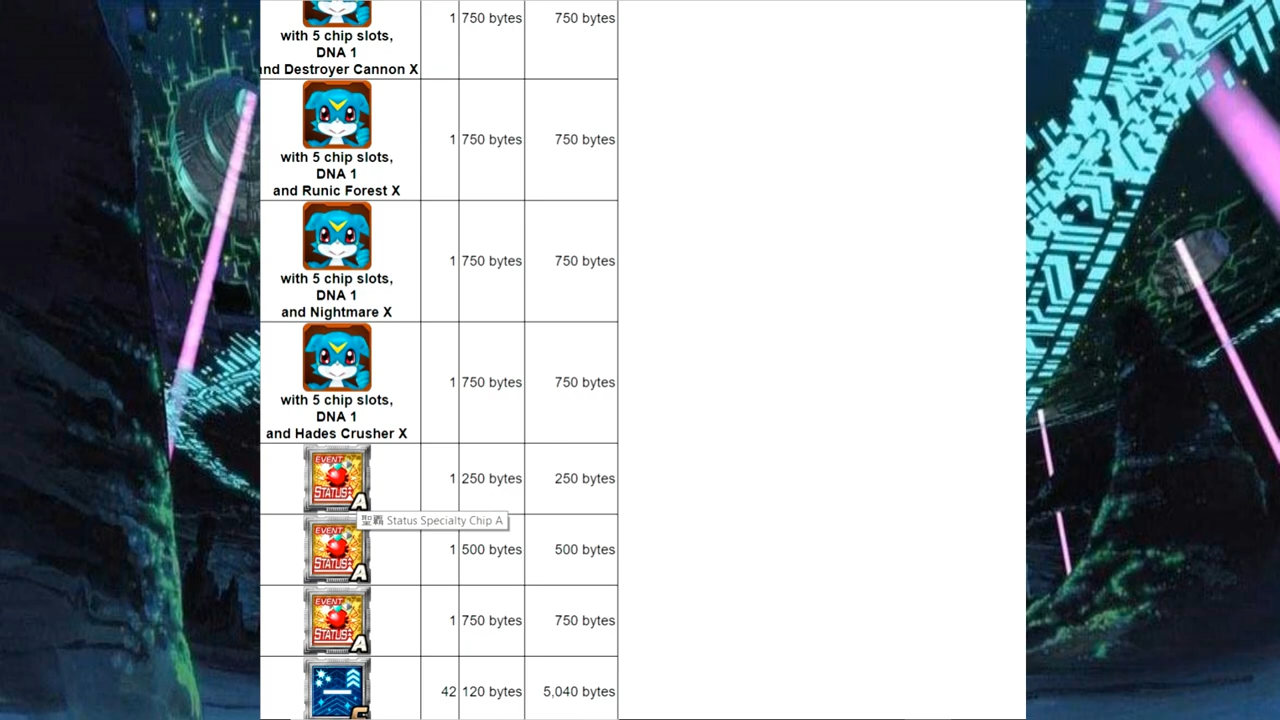 1 750 bytes 750 bytes
with 5 chip slots,
DNA 1
and Destroyer Cannon X
1 750 bytes 750 bytes
with 5 chip slots,
DNA 1
and Runic Forest X
1 750 bytes 750 bytes
with 5 chip slots,
DNA 1
and Nightmare X
1 750 bytes 750 bytes
with 5 chip slots,
DNA 1
and Hades Crusher X
EVENT
STATUS
A
1 250 bytes 250 bytes
聖覇 Status Specialty Chip A
EVENT
STATUS
A
1 500 bytes 500 bytes
EVENT
STATUS
A
1 750 bytes 750 bytes
42 120 bytes 5,040 bytes